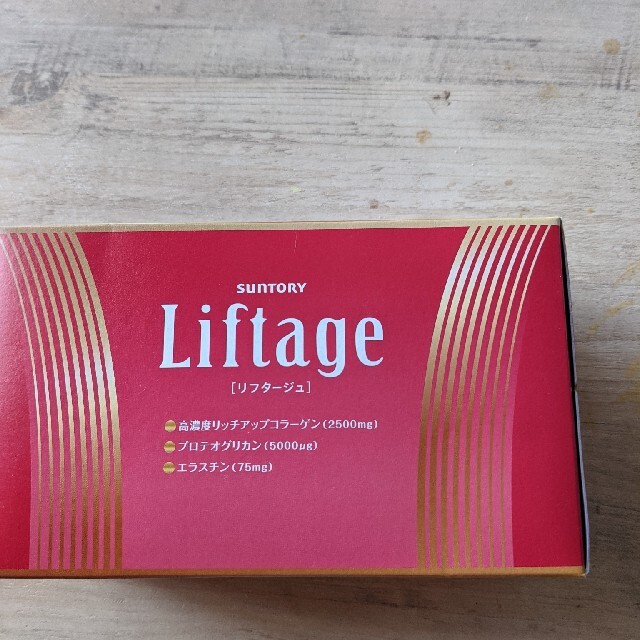 SUNTORY
Liftage
[リフタージュ]
高濃度リッチアップコラーゲン(2500mg)
プロテオグリカン(5000μg)
エラスチン(75mg)